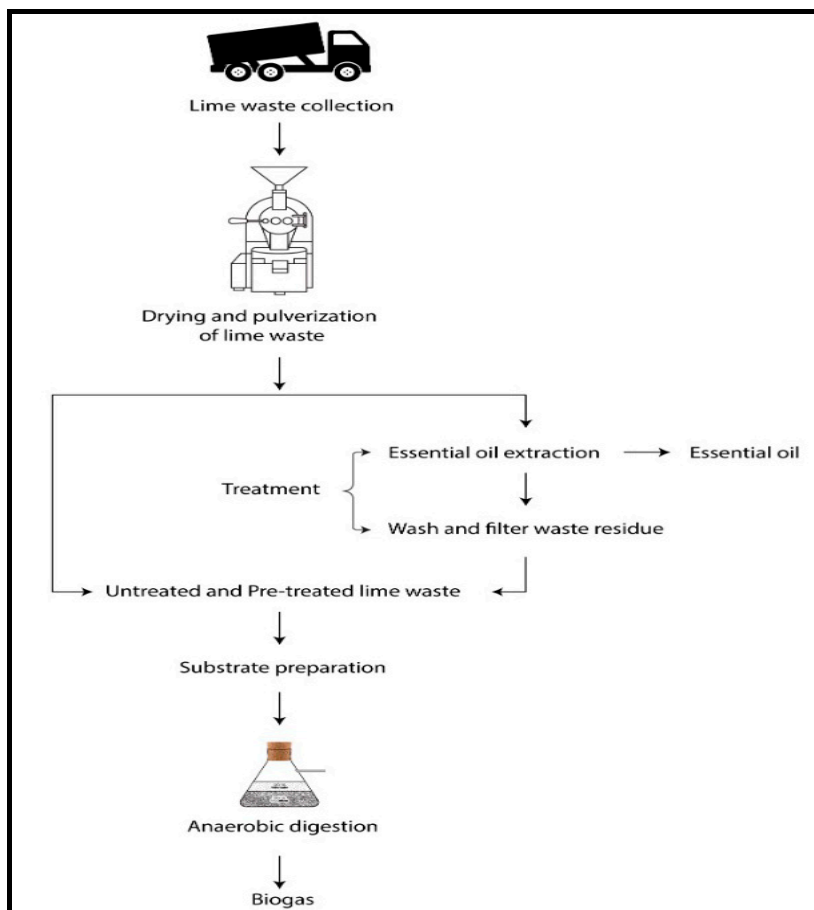 Lime waste collection
Drying and pulverization
of lime waste
Essential oil extraction
Essential oil
Treatment
Wash and filter waste residue
Untreated and Pre-treated lime waste
Substrate preparation
Anaerobic digestion
Biogas